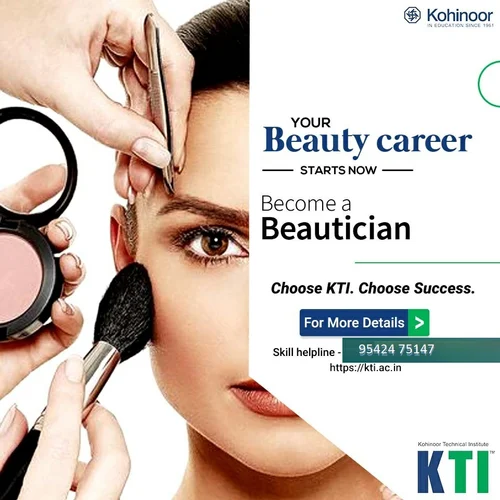 Kohinoor
IN EDUCATION SINCE 1961
YOUR
Beauty career
STARTS NOW
Become a
Beautician
Choose KTI. Choose Success.
For More Details >
Skill helpline - 95424 75147
https://kti.ac.in
Kohinoor Technical Institute
KTI™